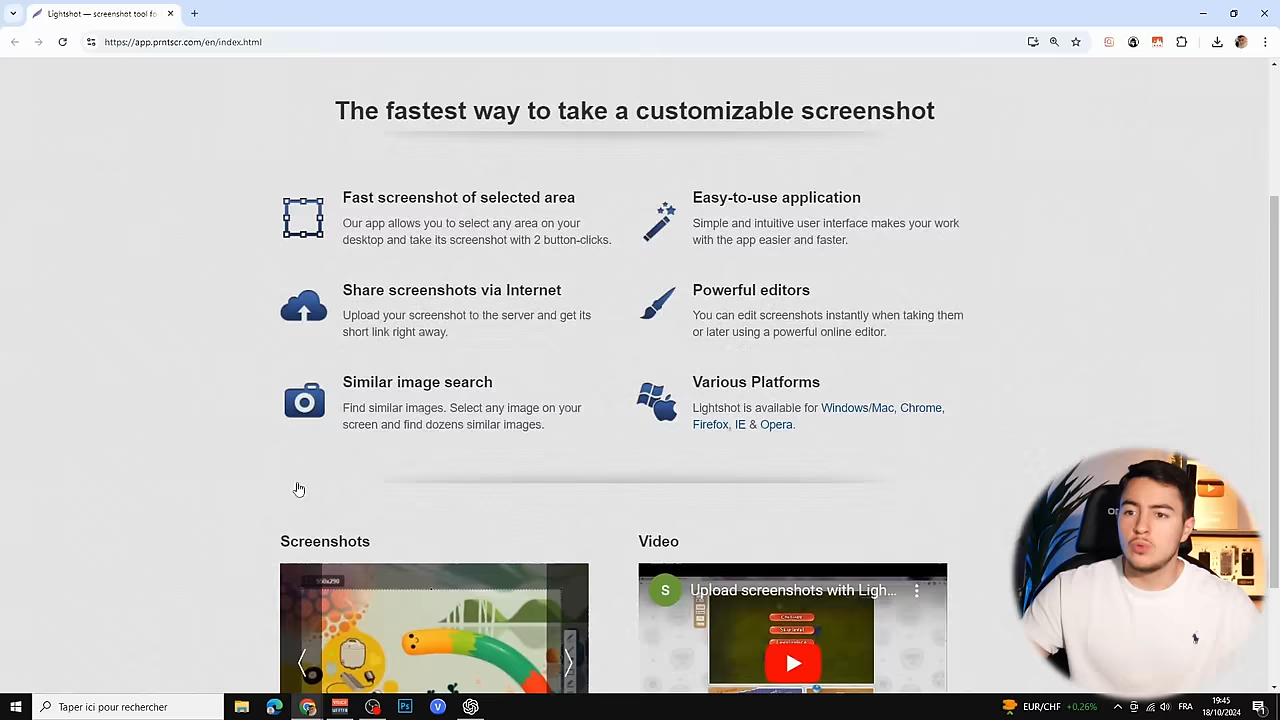 Lightshot — screenshot tool fo
https://app.prntscr.com/en/index.html
The fastest way to take a customizable screenshot
Fast screenshot of selected area
Our app allows you to select any area on your
desktop and take its screenshot with 2 button-clicks.
Easy-to-use application
Simple and intuitive user interface makes your work
with the app easier and faster.
Share screenshots via Internet
Upload your screenshot to the server and get its
short link right away.
Powerful editors
You can edit screenshots instantly when taking them
or later using a powerful online editor.
Similar image search
Find similar images. Select any image on your
screen and find dozens similar images.
Various Platforms
Lightshot is available for Windows/Mac, Chrome,
Firefox, IE & Opera.
Screenshots
Video
S
Upload screenshots with Ligh...
Taper ici pour rechercher
Ps
V
EUR/CHF +0,26%
FRA
19:45
18/10/2024